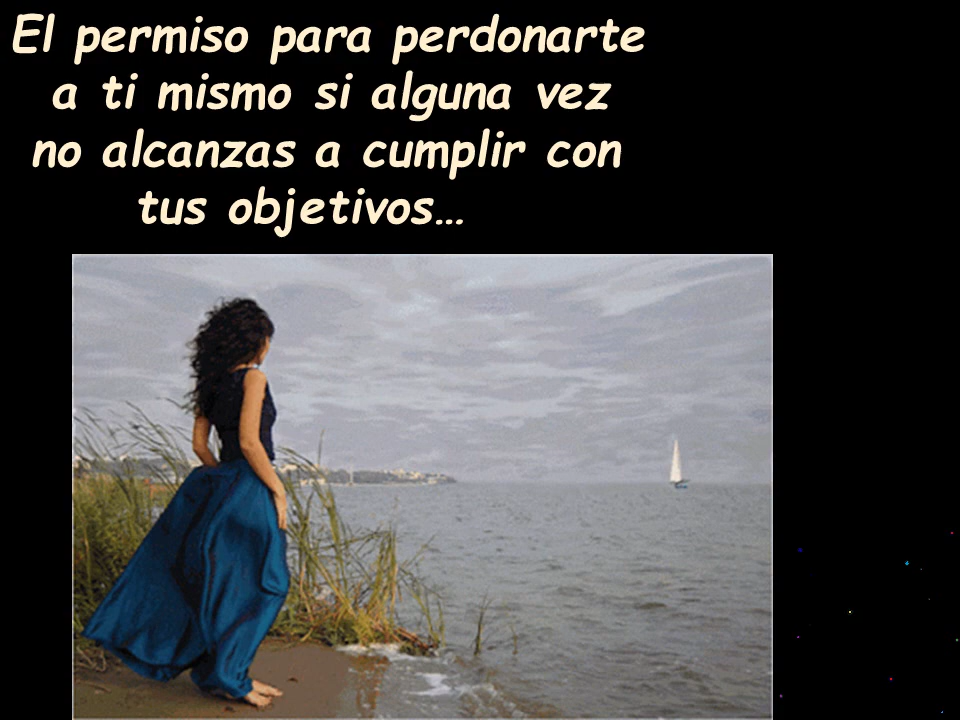 El permiso para perdonarte
a ti mismo si alguna vez
no alcanzas a cumplir con
tus objetivos…